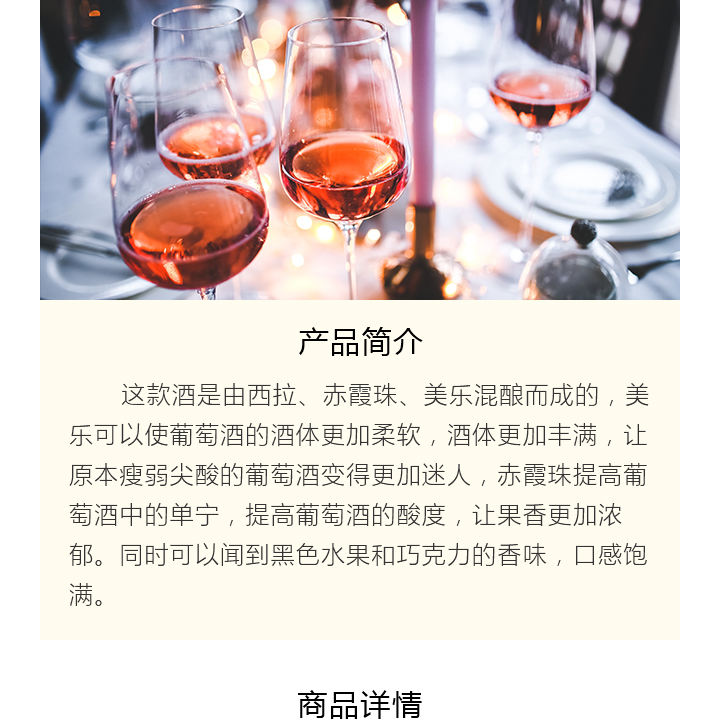 产品简介
这款酒是由西拉、赤霞珠、美乐混酿而成的，美
乐可以使葡萄酒的酒体更加柔软，酒体更加丰满，让
原本瘦弱尖酸的葡萄酒变得更加迷人，赤霞珠提高葡
萄酒中的单宁，提高葡萄酒的酸度，让果香更加浓
郁。同时可以闻到黑色水果和巧克力的香味，口感饱
满。
商品详情